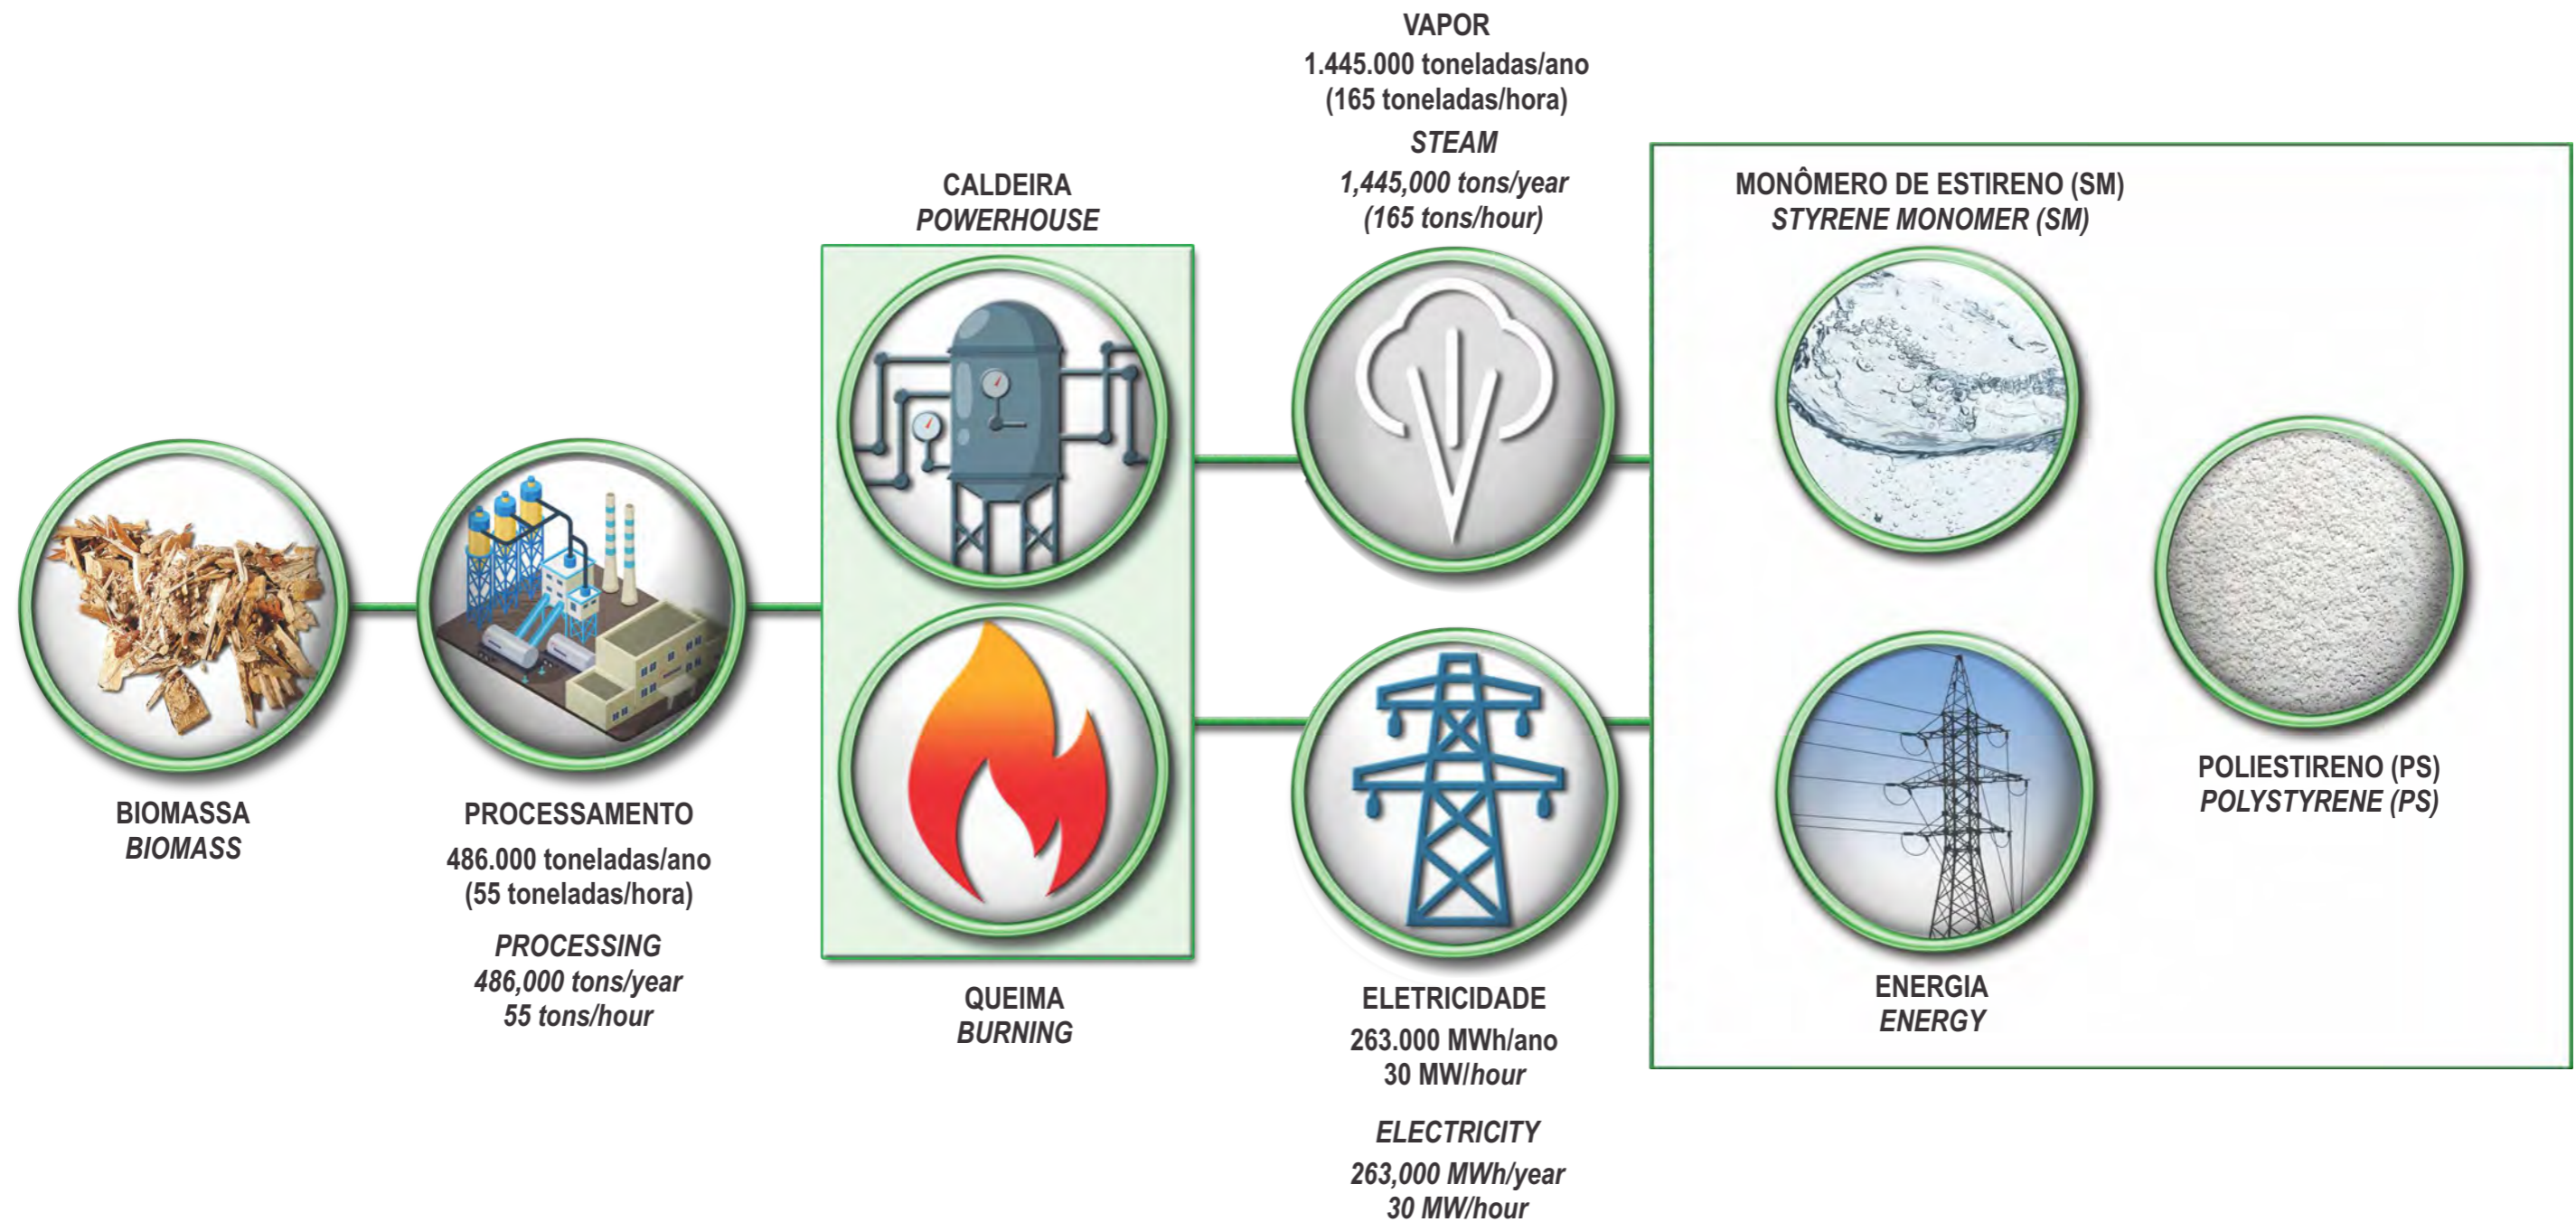 BIOMASSA
BIOMASS
PROCESSAMENTO
486.000 toneladas/ano
(55 toneladas/hora)
PROCESSING
486,000 tons/year
55 tons/hour
CALDEIRA
POWERHOUSE
QUEIMA
BURNING
VAPOR
1.445.000 toneladas/ano
(165 toneladas/hora)
STEAM
1,445,000 tons/year
(165 tons/hour)
ELETRICIDADE
263.000 MWh/ano
30 MW/hour
ELECTRICITY
263,000 MWh/year
30 MW/hour
MONÔMERO DE ESTIRENO (SM)
STYRENE MONOMER (SM)
ENERGIA
ENERGY
POLIESTIRENO (PS)
POLYSTYRENE (PS)